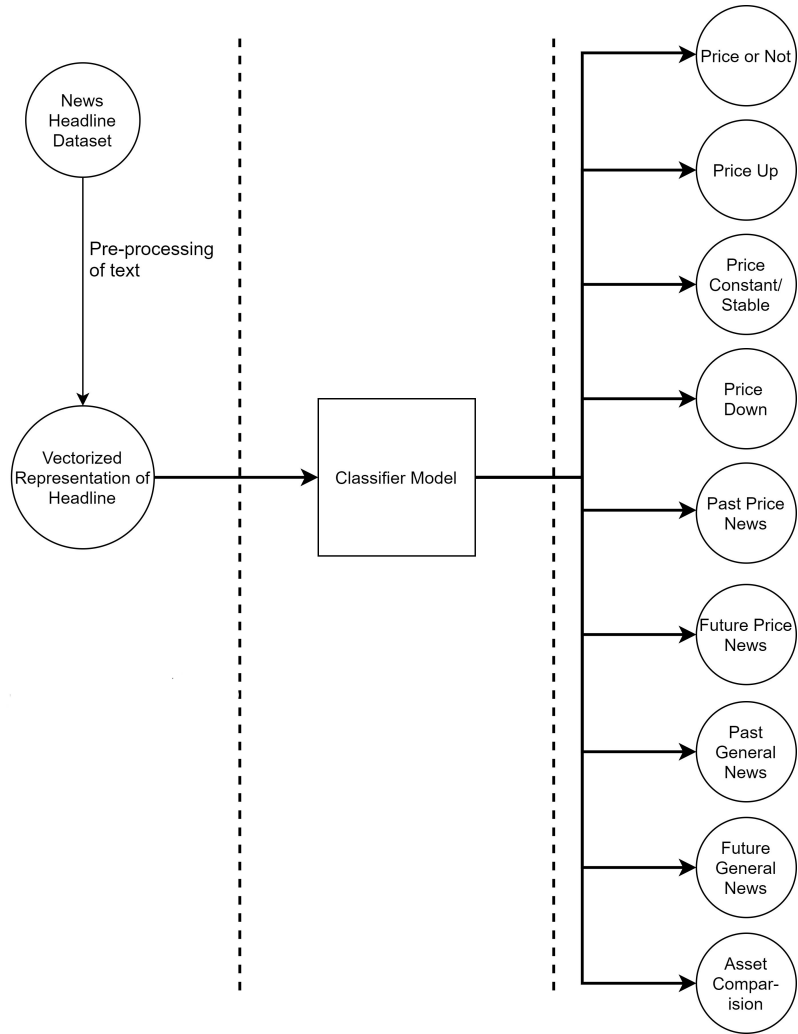 News
Headline
Dataset
Pre-processing
of text
Vectorized
Representation of
Headline
Classifier Model
Price or Not
Price Up
Price
Constant/
Stable
Price
Down
Past Price
News
Future Price
News
Past
General
News
Future
General
News
Asset
Compar-
ision